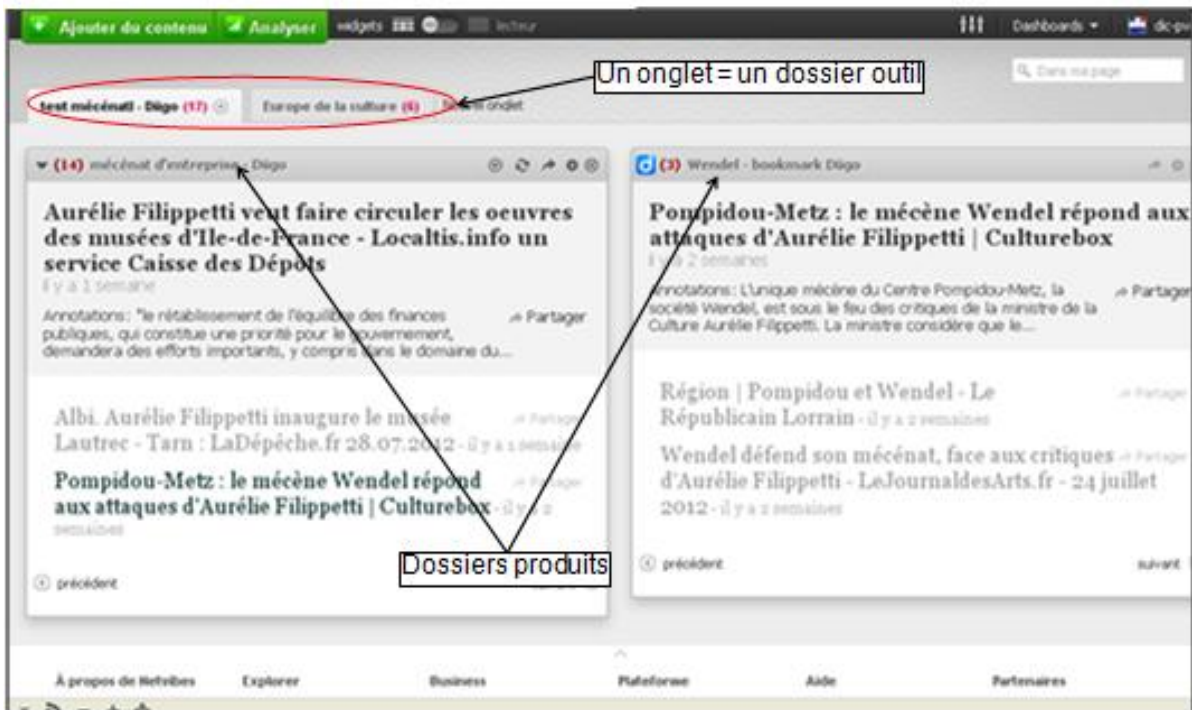 Ajouter du contenu Analyser widgets lecteur Dashboards
Un onglet = un dossier outil
Dans ma page
test mécénatl - Diigo (17) Europe de la culture (6) onglet
(14) mécénat d'entreprise - Diigo
Aurélie Filippetti veut faire circuler les oeuvres
des musées d'Ile-de-France - Localtis.info un
service Caisse des Dépôts
il y a 1 semaine
Annotations: "le rétablissement de l'équilibre des finances
publiques, qui constitue une priorité pour le gouvernement,
demandera des efforts importants, y compris dans le domaine du...
Partager
Albi. Aurélie Filippetti inaugure le musée
Lautrec - Tarn : LaDépêche.fr 28.07.2012 - il y a 2 semaines
Partager
Pompidou-Metz : le mécène Wendel répond
aux attaques d'Aurélie Filippetti | Culturebox - il y a 2
semaines
Partager
précédent
(3) Wendel - bookmark Diigo
Pompidou-Metz : le mécène Wendel répond aux
attaques d'Aurélie Filippetti | Culturebox
il y a 2 semaines
Annotations: L'unique mécène du Centre Pompidou-Metz, la
société Wendel, est sous le feu des critiques de la ministre de la
Culture Aurélie Filippetti. La ministre considère que le...
Partager
Région | Pompidou et Wendel - Le
Républicain Lorrain - il y a 2 semaines
Partager
Wendel défend son mécénat, face aux critiques
d'Aurélie Filippetti - LeJournaldesArts.fr - 24 juillet
2012 - il y a 2 semaines
Partager
précédent suivant
Dossiers produits
À propos de Netvibes Explorer Business Plateforme Aide Partenaires